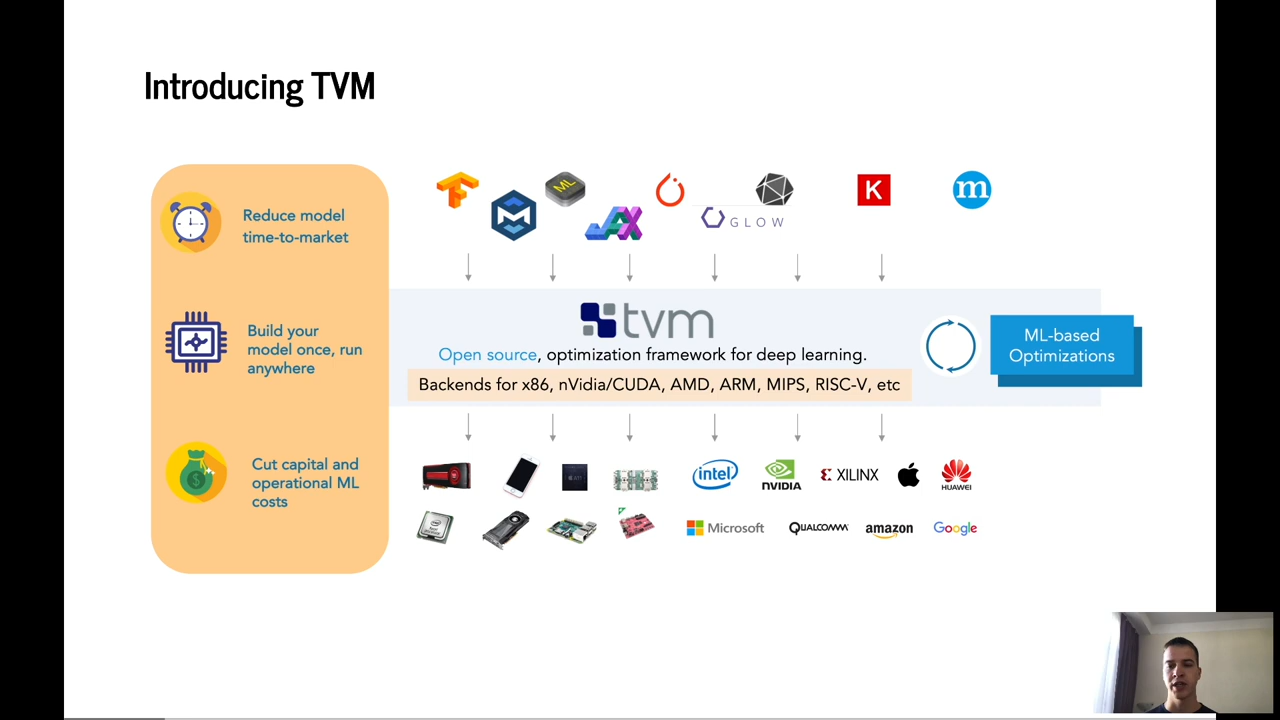 Introducing TVM
Reduce model
time-to-market
Build your
model once, run
anywhere
Cut capital and
operational ML
costs
ML
JAX
GLOW
K
m
tvm
Open source, optimization framework for deep learning.
Backends for x86, nVidia/CUDA, AMD, ARM, MIPS, RISC-V, etc
ML-based
Optimizations
intel
NVIDIA
XILINX
HUAWEI
Microsoft
QUALCOMM
amazon
Google